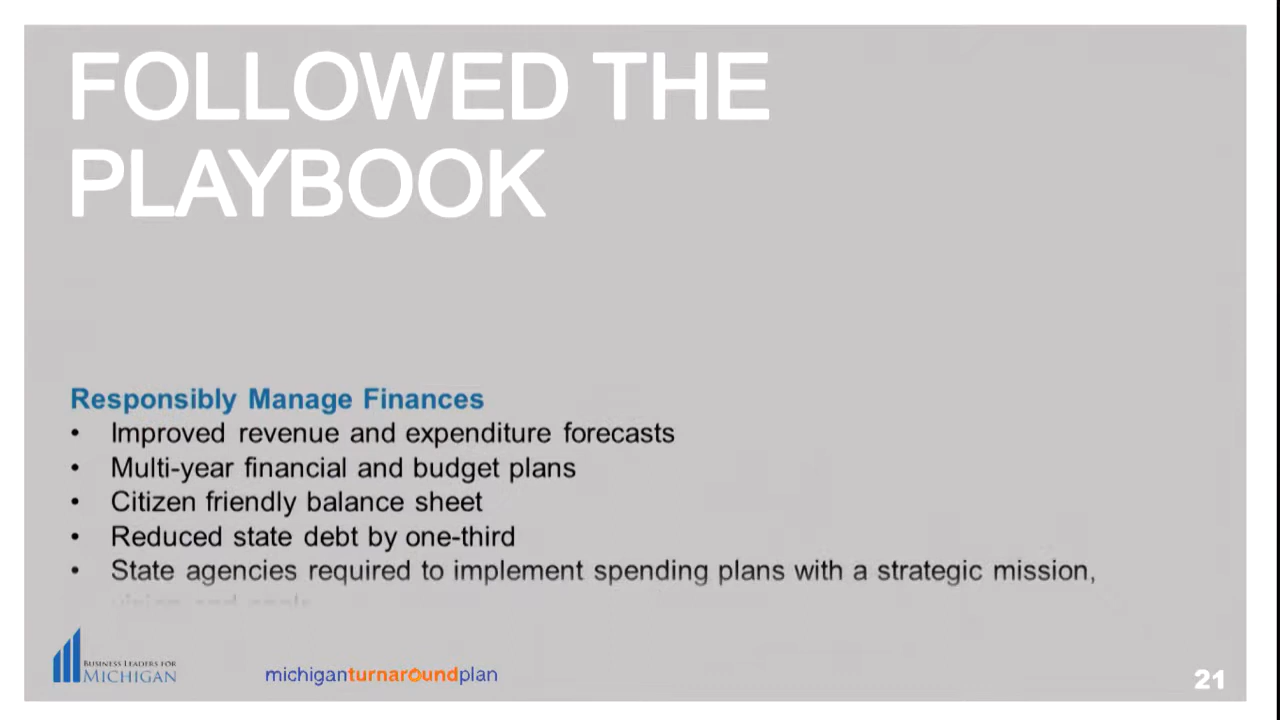 FOLLOWED THE
PLAYBOOK
Responsibly Manage Finances
• Improved revenue and expenditure forecasts
• Multi-year financial and budget plans
• Citizen friendly balance sheet
• Reduced state debt by one-third
• State agencies required to implement spending plans with a strategic mission,
BUSINESS LEADERS FOR
MICHIGAN
michiganturnaroundplan
21